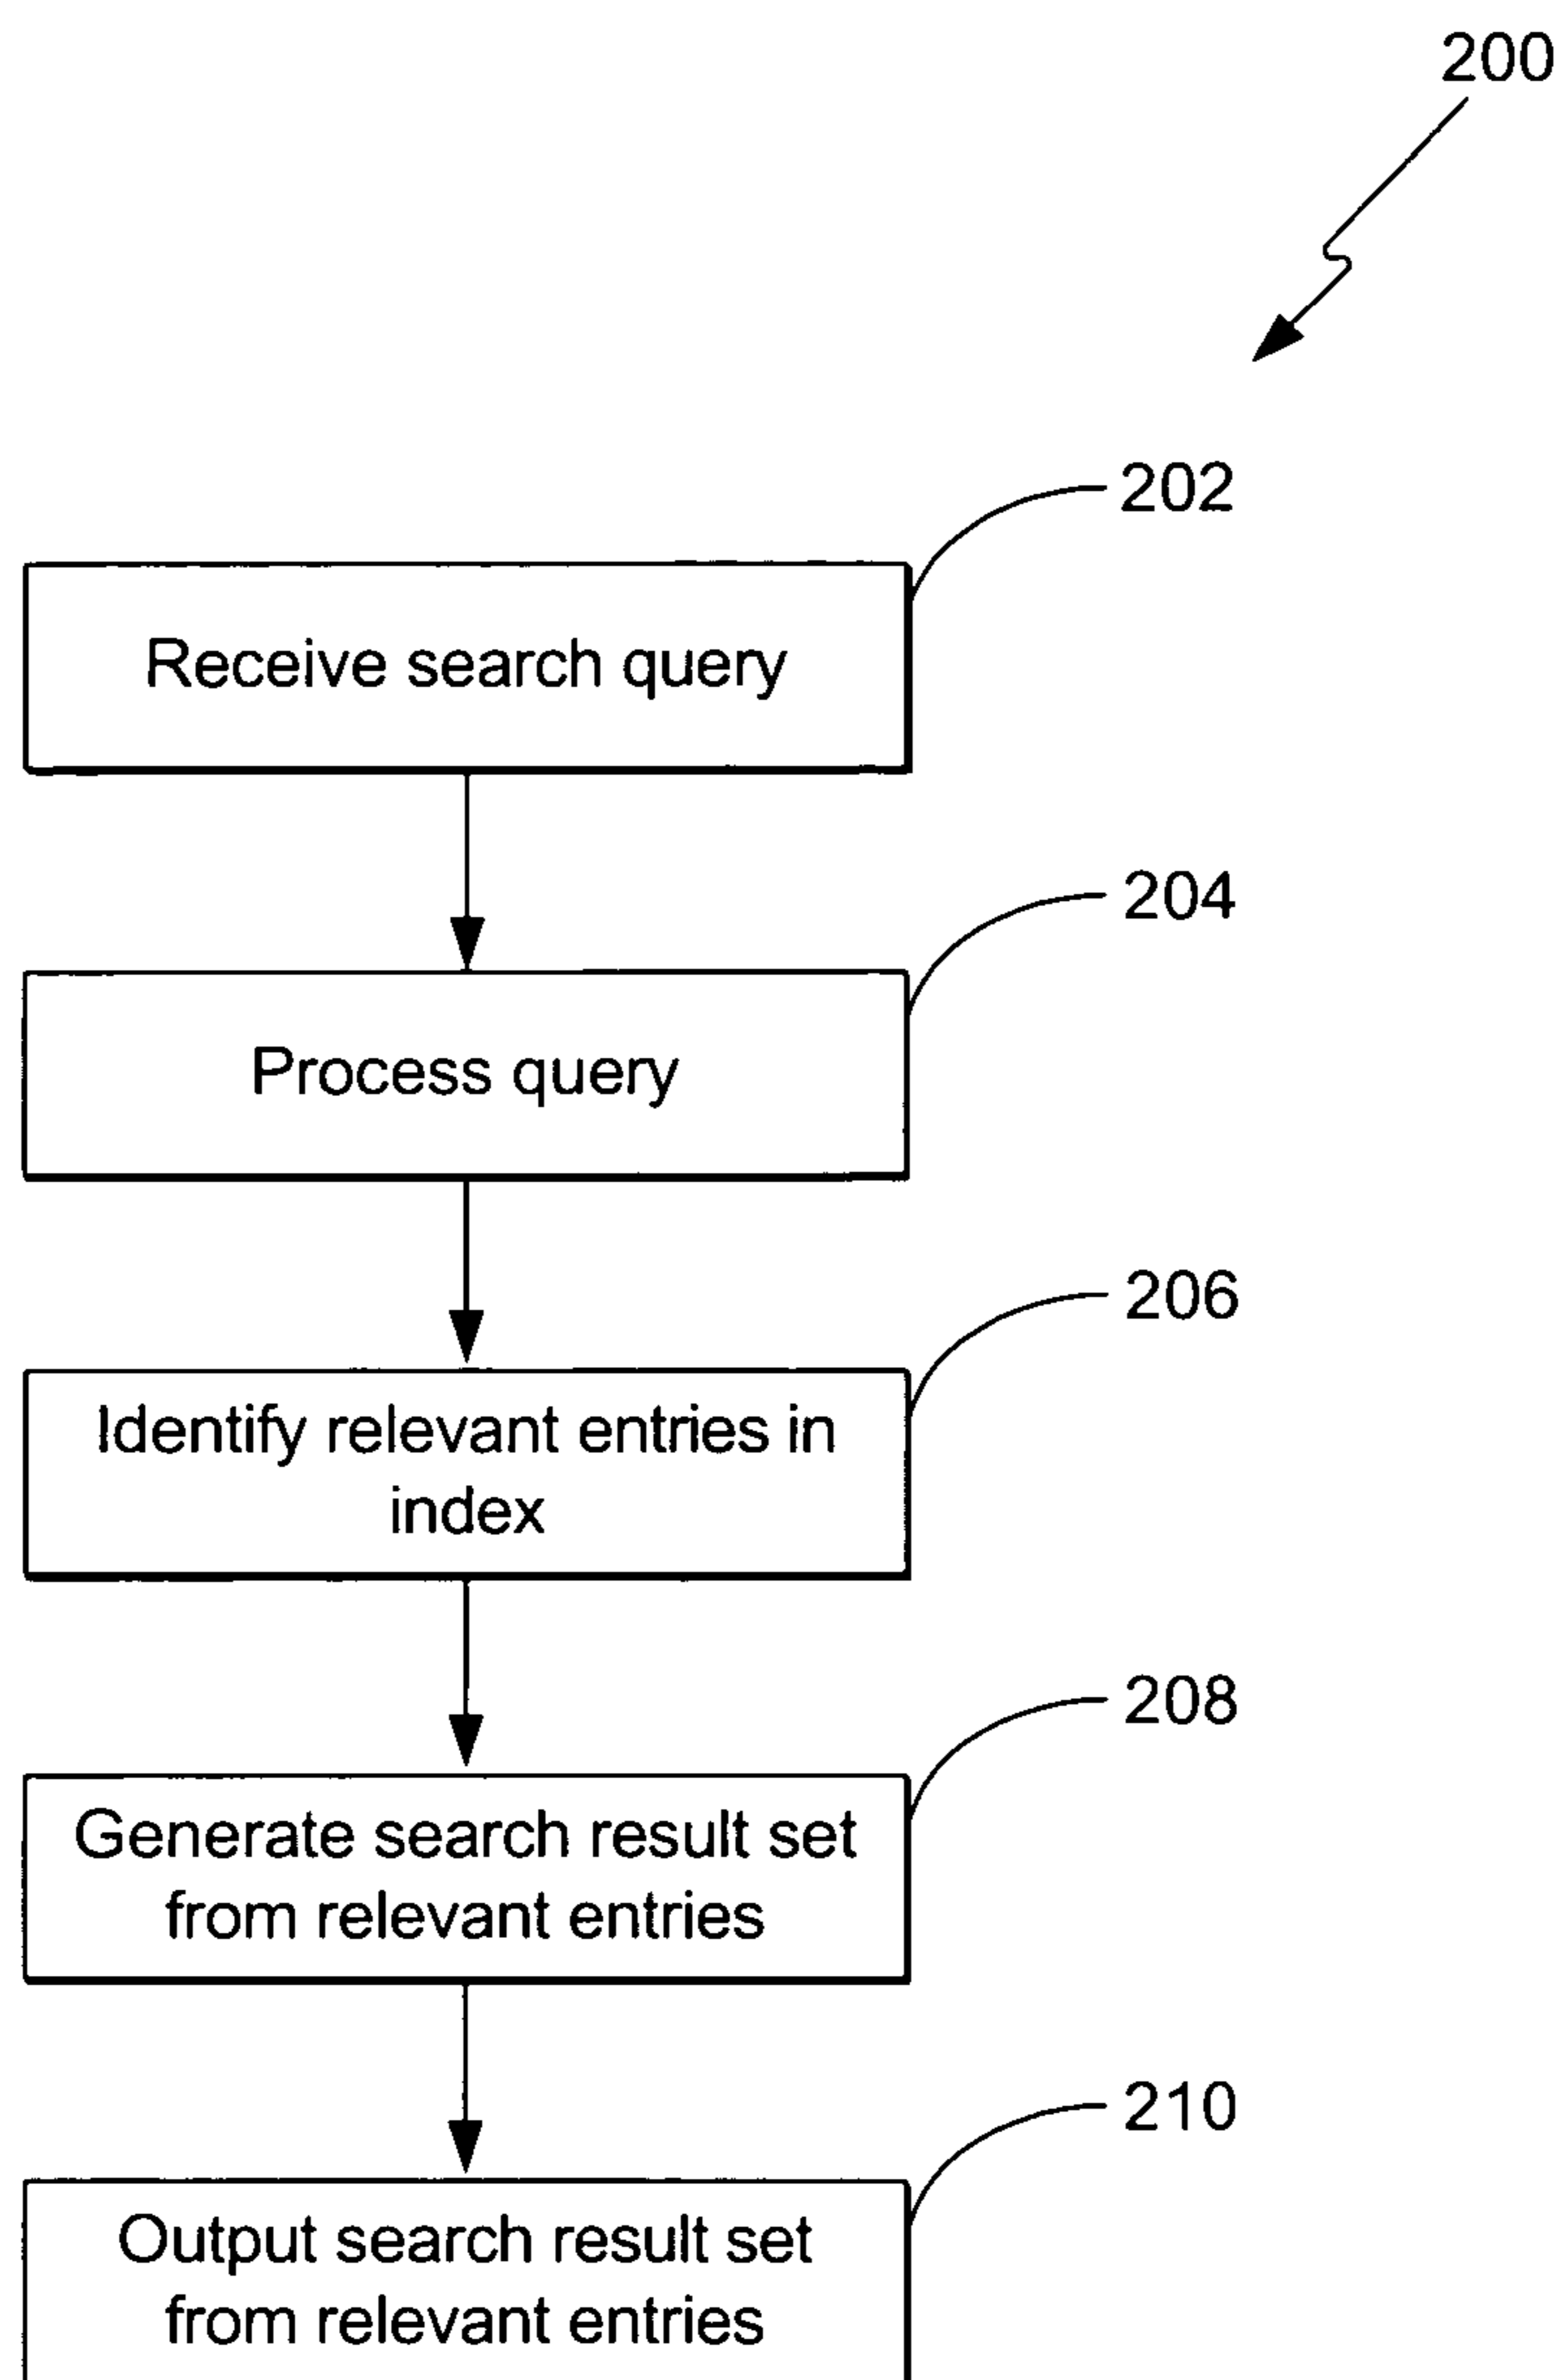 200
202
Receive search query
204
Process query
206
Identify relevant entries in
index
208
Generate search result set
from relevant entries
210
Output search result set
from relevant entries